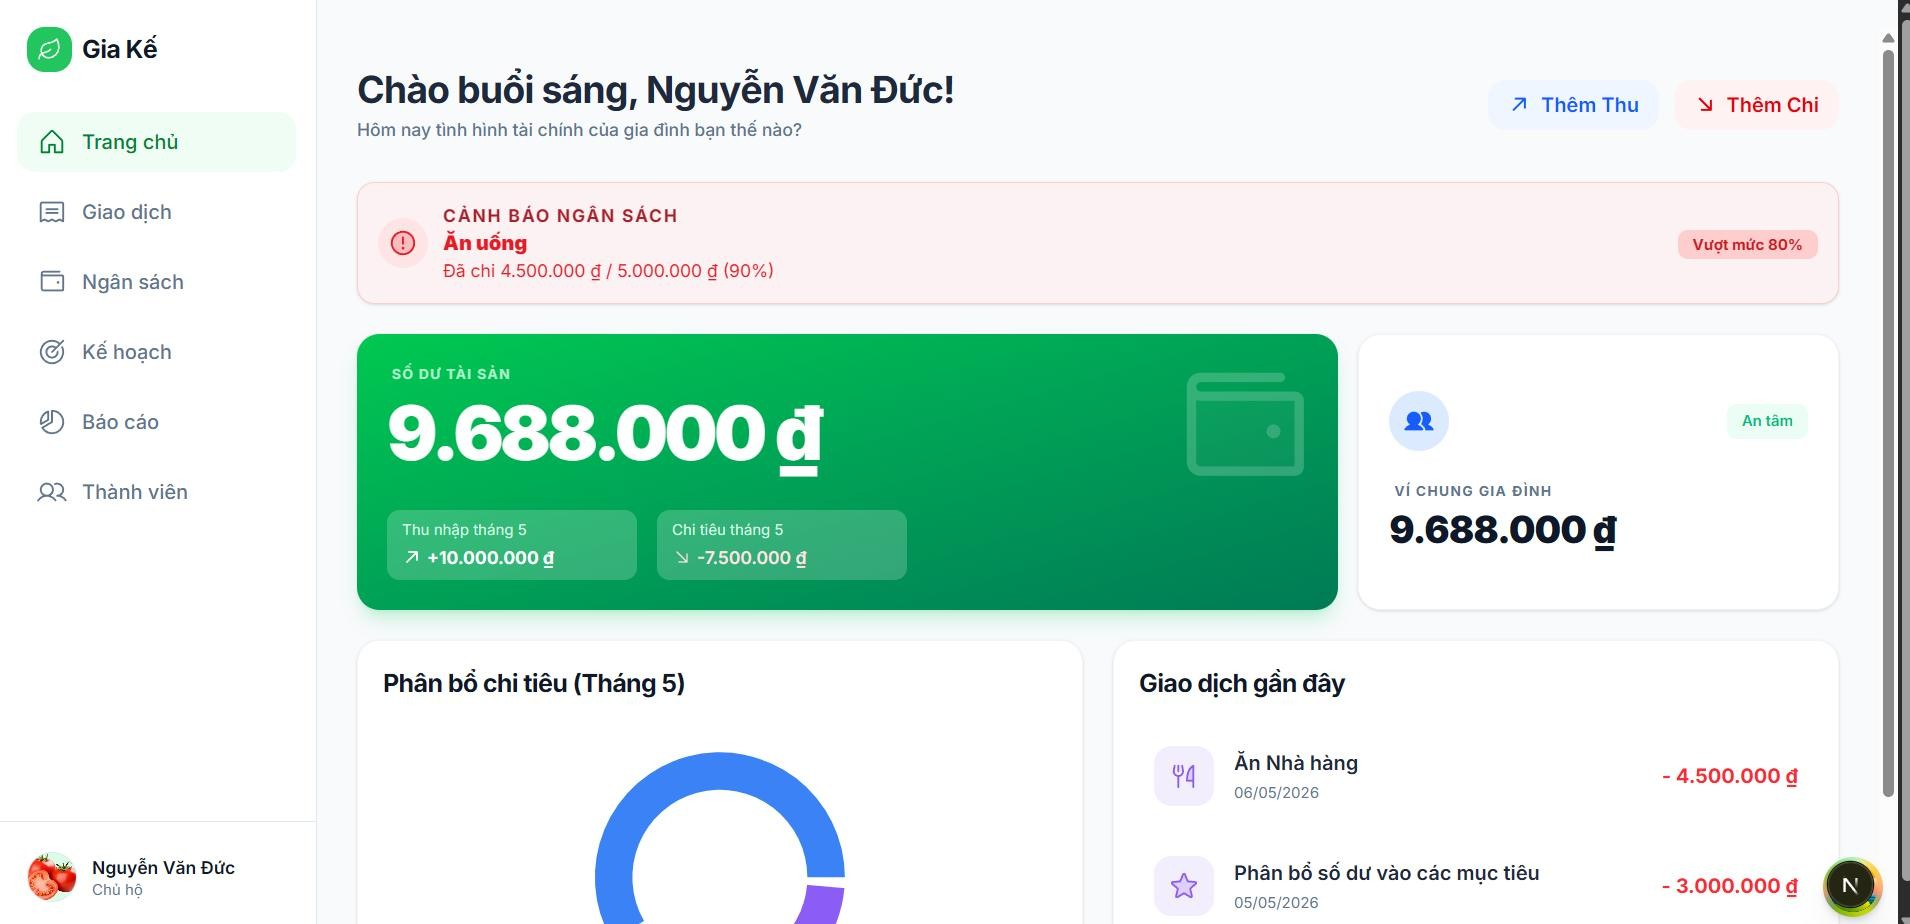 Gia Kế
Trang chủ
Giao dịch
Ngân sách
Kế hoạch
Báo cáo
Thành viên
Nguyễn Văn Đức
Chủ hộ
Chào buổi sáng, Nguyễn Văn Đức!
Hôm nay tình hình tài chính của gia đình bạn thế nào?
Thêm Thu
Thêm Chi
CẢNH BÁO NGÂN SÁCH
Ăn uống
Đã chi 4.500.000 ₫ / 5.000.000 ₫ (90%)
Vượt mức 80%
SỐ DƯ TÀI SẢN
9.688.000 ₫
Thu nhập tháng 5
+10.000.000 ₫
Chi tiêu tháng 5
-7.500.000 ₫
An tâm
VÍ CHUNG GIA ĐÌNH
9.688.000 ₫
Phân bổ chi tiêu (Tháng 5)
Giao dịch gần đây
Ăn Nhà hàng
06/05/2026
- 4.500.000 ₫
Phân bổ số dư vào các mục tiêu
05/05/2026
- 3.000.000 ₫
N